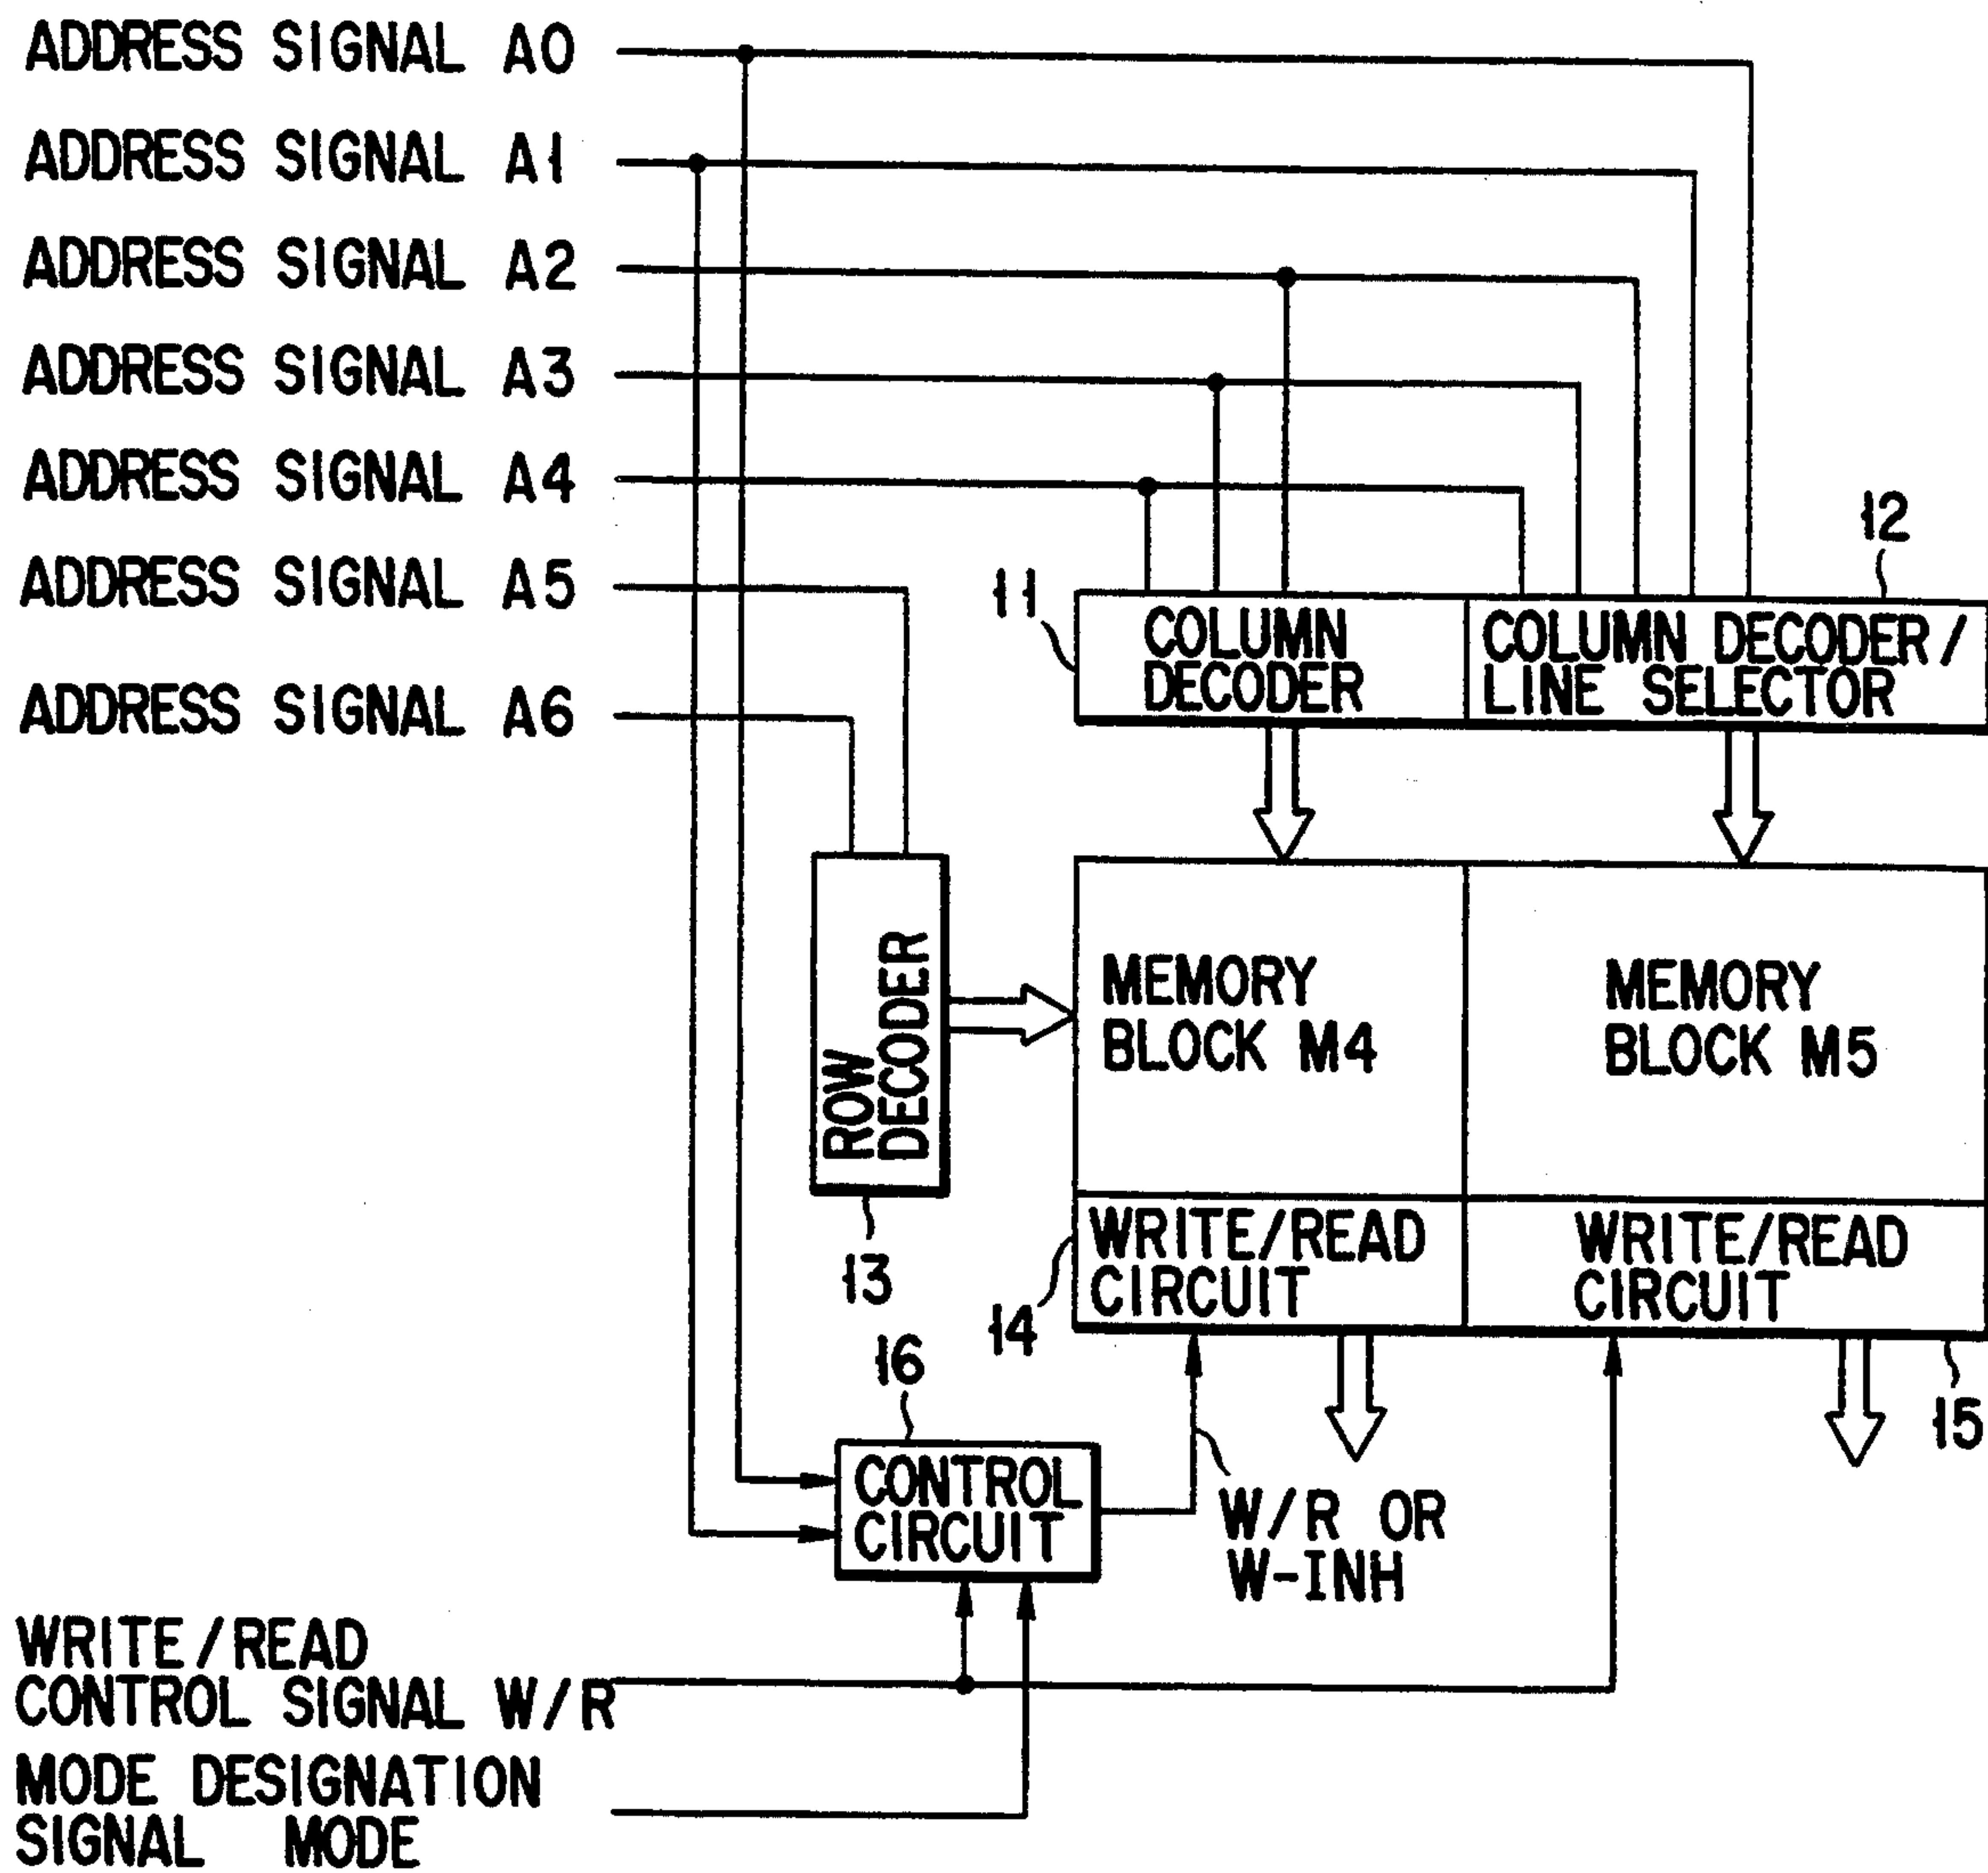 ADDRESS SIGNAL A0
ADDRESS SIGNAL A1
ADDRESS SIGNAL A2
ADDRESS SIGNAL A3
ADDRESS SIGNAL A4
ADDRESS SIGNAL A5
ADDRESS SIGNAL A6
12
11
COLUMN
DECODER
COLUMN DECODER/
LINE SELECTOR
ROW
DECODER
13
MEMORY
BLOCK M4
MEMORY
BLOCK M5
WRITE/READ
CIRCUIT
WRITE/READ
CIRCUIT
14
15
16
CONTROL
CIRCUIT
W/R OR
W-INH
WRITE/READ
CONTROL SIGNAL W/R
MODE DESIGNATION
SIGNAL MODE